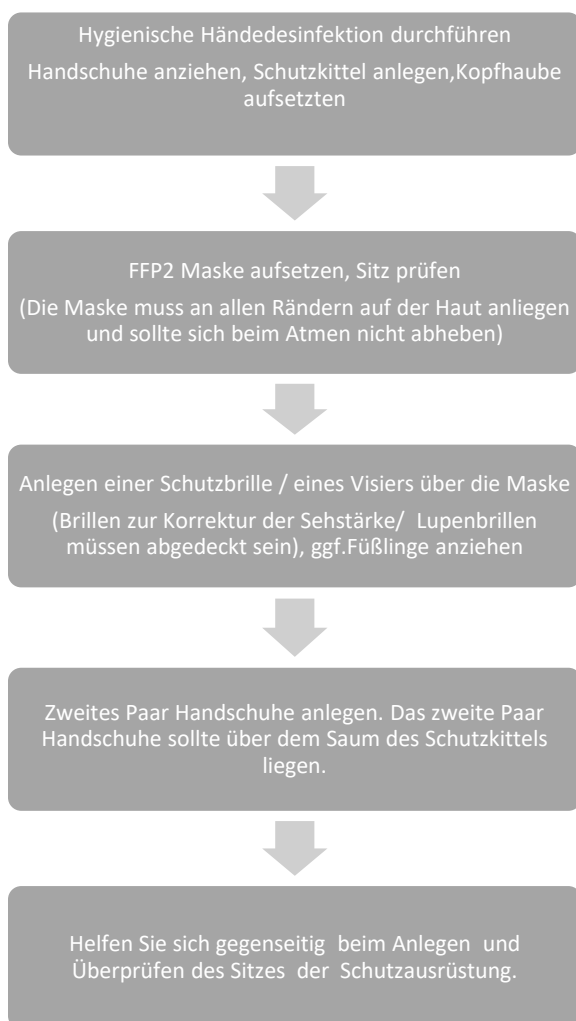 Hygienische Händedesinfektion durchführen
Handschuhe anziehen, Schutzkittel anlegen,Kopfhaube
aufsetzten
FFP2 Maske aufsetzen, Sitz prüfen
(Die Maske muss an allen Rändern auf der Haut anliegen
und sollte sich beim Atmen nicht abheben)
Anlegen einer Schutzbrille / eines Visiers über die Maske
(Brillen zur Korrektur der Sehstärke/ Lupenbrillen
müssen abgedeckt sein), ggf.Füßlinge anziehen
Zweites Paar Handschuhe anlegen. Das zweite Paar
Handschuhe sollte über dem Saum des Schutzkittels
liegen.
Helfen Sie sich gegenseitig beim Anlegen und
Überprüfen des Sitzes der Schutzausrüstung.